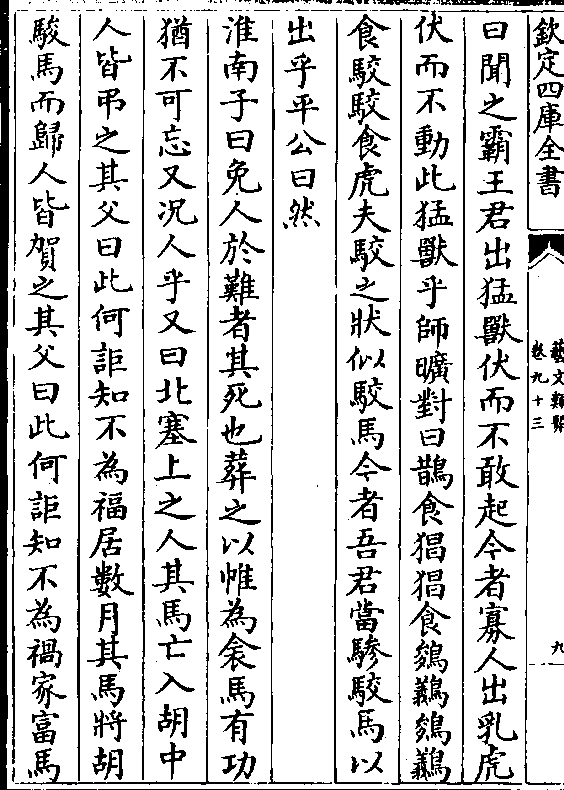 欽定四庫全書
藝文類聚
卷九十三
九
曰聞之霸王君出猛獸伏而不敢起今者寡人出乳虎
伏而不動此猛獸乎師曠對曰鵲食猖猖食鵕鸃鵕鸃
食駮駮食虎夫駮之狀似駮馬今者吾君當驂駮馬以
出乎平公曰然
淮南子曰免人於難者其死也葬之以帷為衾馬有功
猶不可忘又况人乎又曰北塞上之人其馬亡入胡中
人皆弔之其父曰此何詎知不為福居數月其馬將胡
駿馬而歸人皆賀之其父曰此何詎知不為禍家富馬